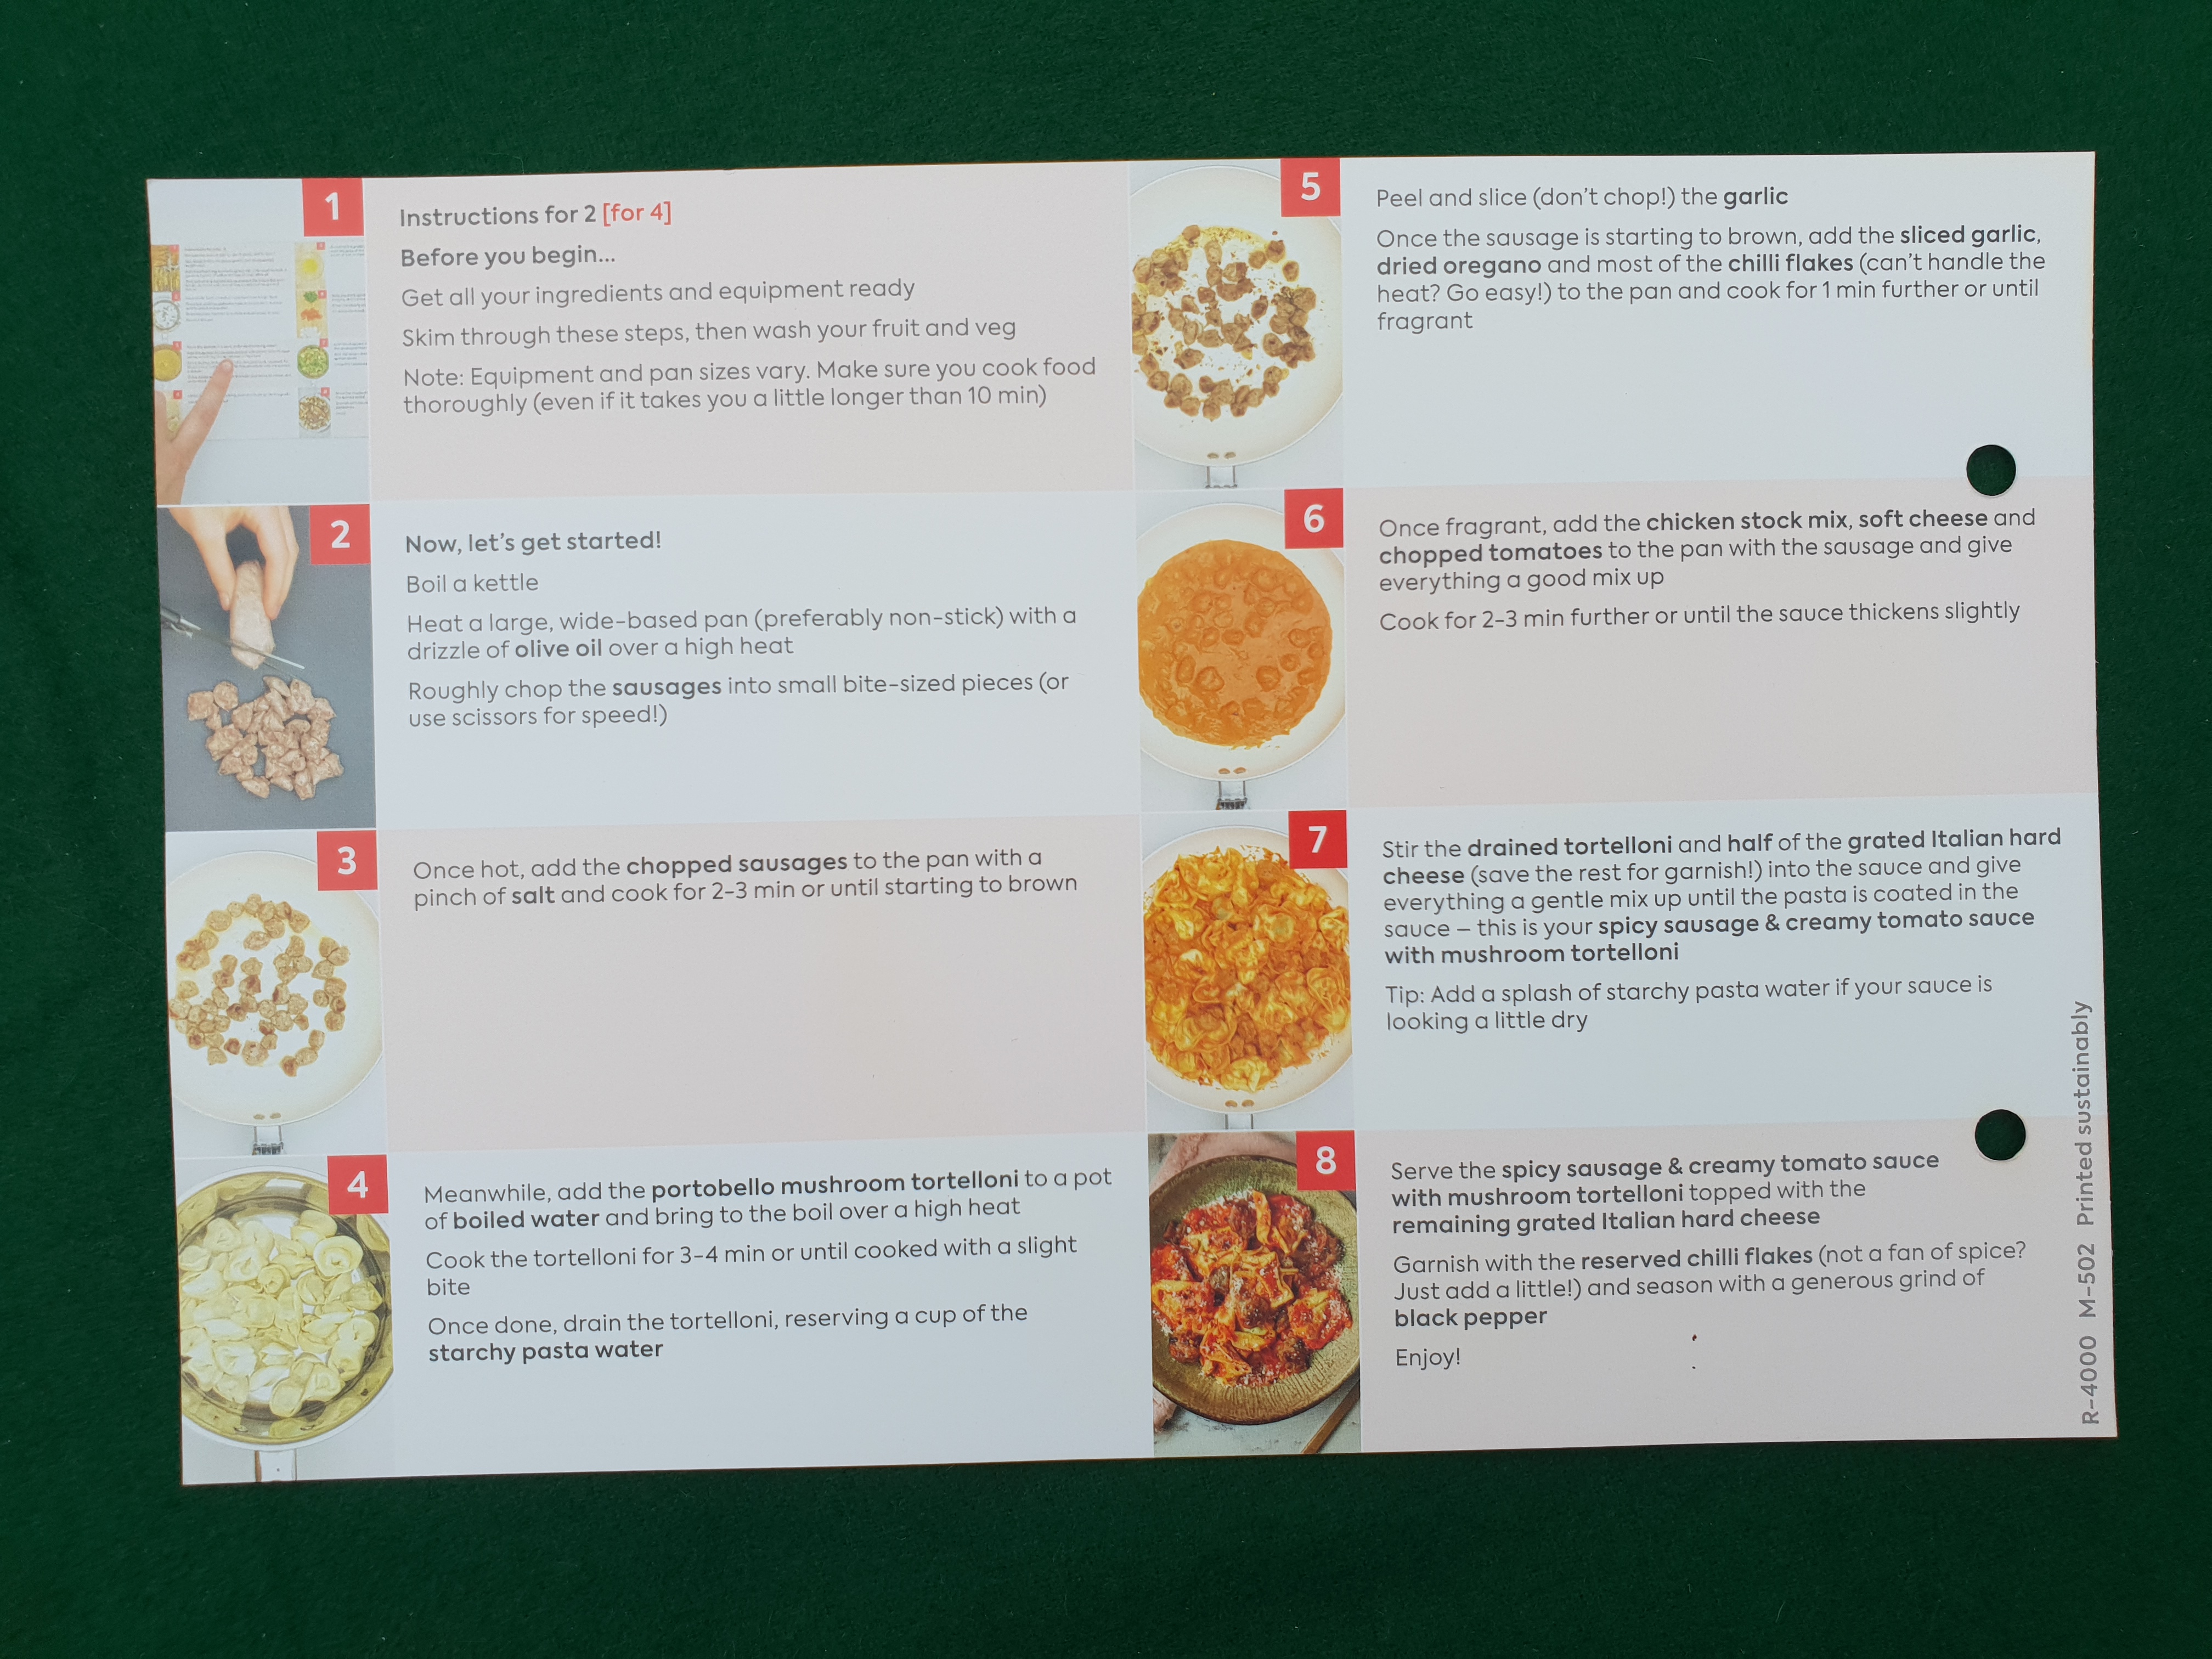 1
Instructions for 2 [for 4]
Before you begin...
Get all your ingredients and equipment ready
Skim through these steps, then wash your fruit and veg
Note: Equipment and pan sizes vary. Make sure you cook food
thoroughly (even if it takes you a little longer than 10 min)
2
Now, let's get started!
Boil a kettle
Heat a large, wide-based pan (preferably non-stick) with a
drizzle of olive oil over a high heat
Roughly chop the sausages into small bite-sized pieces (or
use scissors for speed!)
3
Once hot, add the chopped sausages to the pan with a
pinch of salt and cook for 2-3 min or until starting to brown
4
Meanwhile, add the portobello mushroom tortelloni to a pot
of boiled water and bring to the boil over a high heat
Cook the tortelloni for 3-4 min or until cooked with a slight
bite
Once done, drain the tortelloni, reserving a cup of the
starchy pasta water
5
Peel and slice (don't chop!) the garlic
Once the sausage is starting to brown, add the sliced garlic,
dried oregano and most of the chilli flakes (can't handle the
heat? Go easy!) to the pan and cook for 1 min further or until
fragrant
6
Once fragrant, add the chicken stock mix, soft cheese and
chopped tomatoes to the pan with the sausage and give
everything a good mix up
Cook for 2-3 min further or until the sauce thickens slightly
7
Stir the drained tortelloni and half of the grated Italian hard
cheese (save the rest for garnish!) into the sauce and give
everything a gentle mix up until the pasta is coated in the
sauce – this is your spicy sausage & creamy tomato sauce
with mushroom tortelloni
Tip: Add a splash of starchy pasta water if your sauce is
looking a little dry
8
Serve the spicy sausage & creamy tomato sauce
with mushroom tortelloni topped with the
remaining grated Italian hard cheese
Garnish with the reserved chilli flakes (not a fan of spice?
Just add a little!) and season with a generous grind of
black pepper
Enjoy!
R-4000 M-502 Printed sustainably